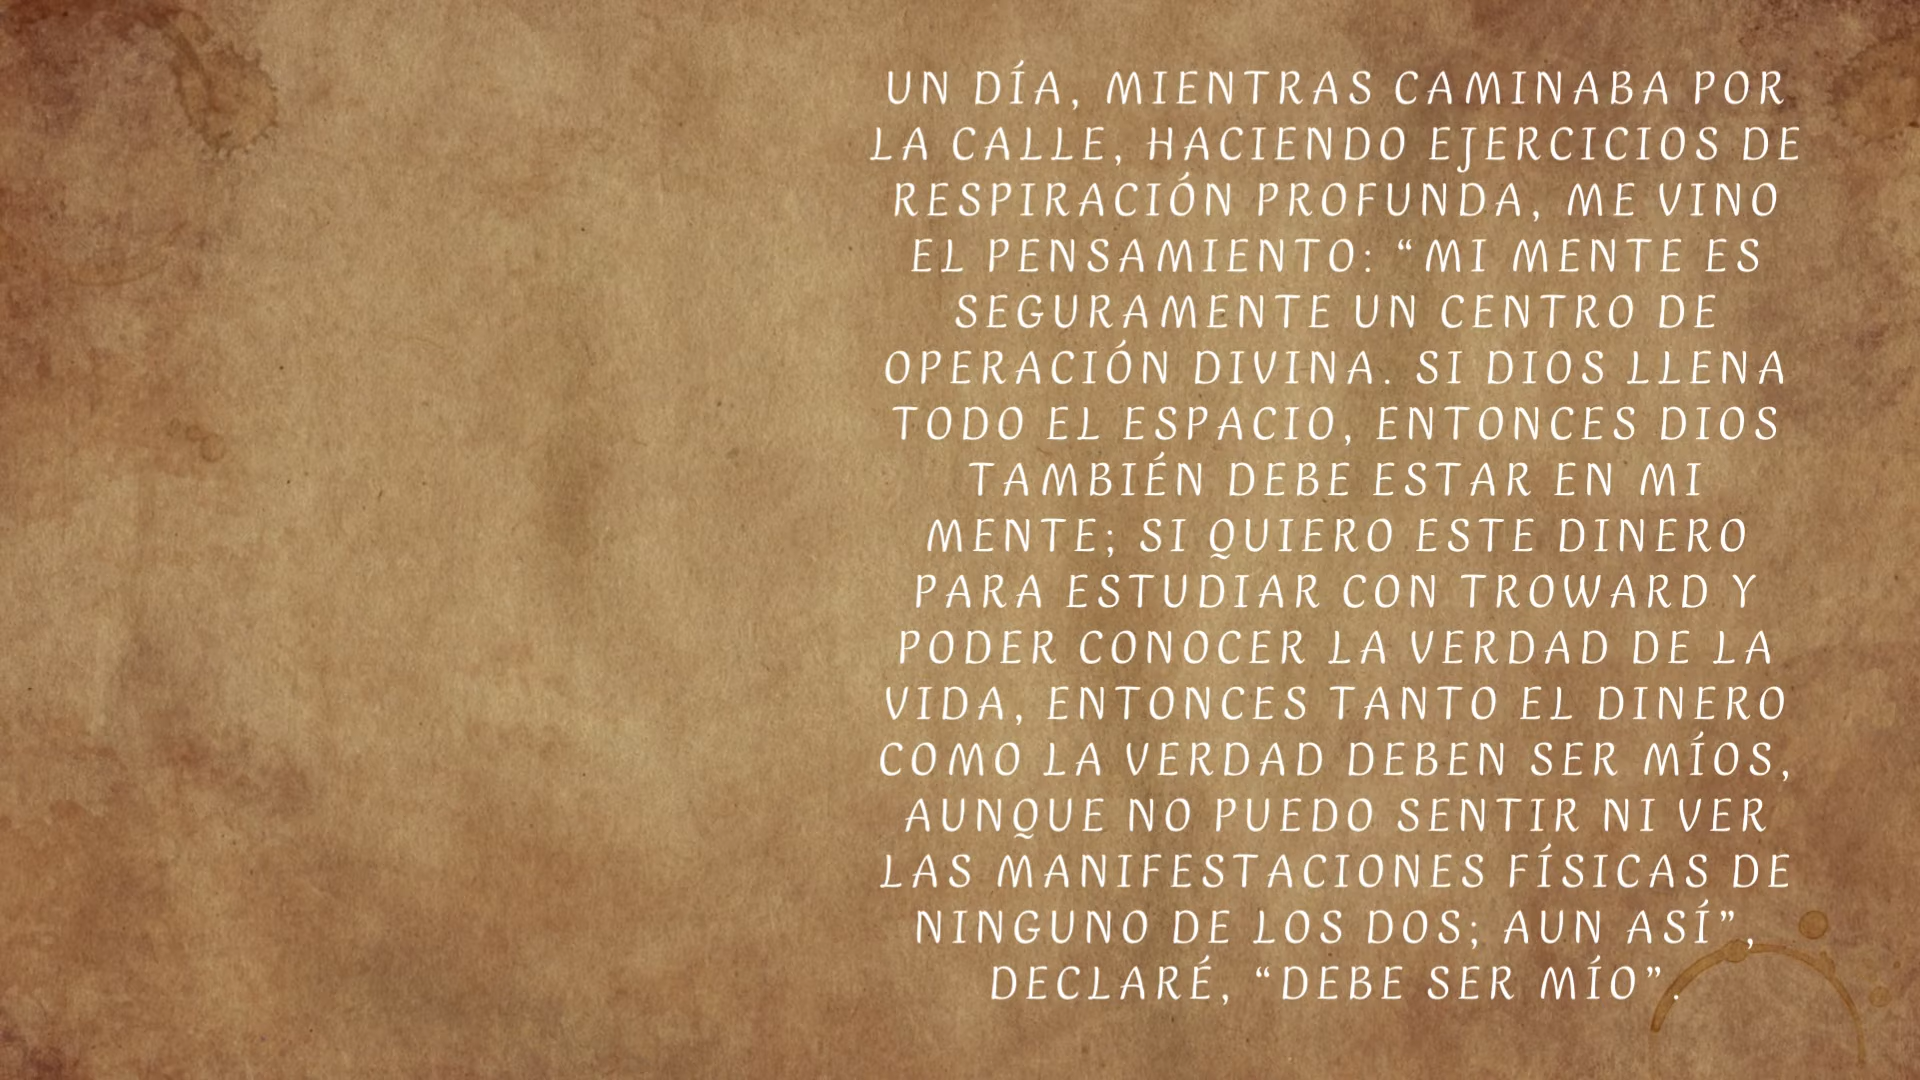 UN DÍA, MIENTRAS CAMINABA POR
LA CALLE, HACIENDO EJERCICIOS DE
RESPIRACIÓN PROFUNDA, ME VINO
EL PENSAMIENTO: “MI MENTE ES
SEGURAMENTE UN CENTRO DE
OPERACIÓN DIVINA. SI DIOS LLENA
TODO EL ESPACIO, ENTONCES DIOS
TAMBIÉN DEBE ESTAR EN MI
MENTE; SI QUIERO ESTE DINERO
PARA ESTUDIAR CON TROWARD Y
PODER CONOCER LA VERDAD DE LA
VIDA, ENTONCES TANTO EL DINERO
COMO LA VERDAD DEBEN SER MÍOS,
AUNQUE NO PUEDO SENTIR NI VER
LAS MANIFESTACIONES FÍSICAS DE
NINGUNO DE LOS DOS; AUN ASÍ”,
DECLARÉ, “DEBE SER MÍO”.